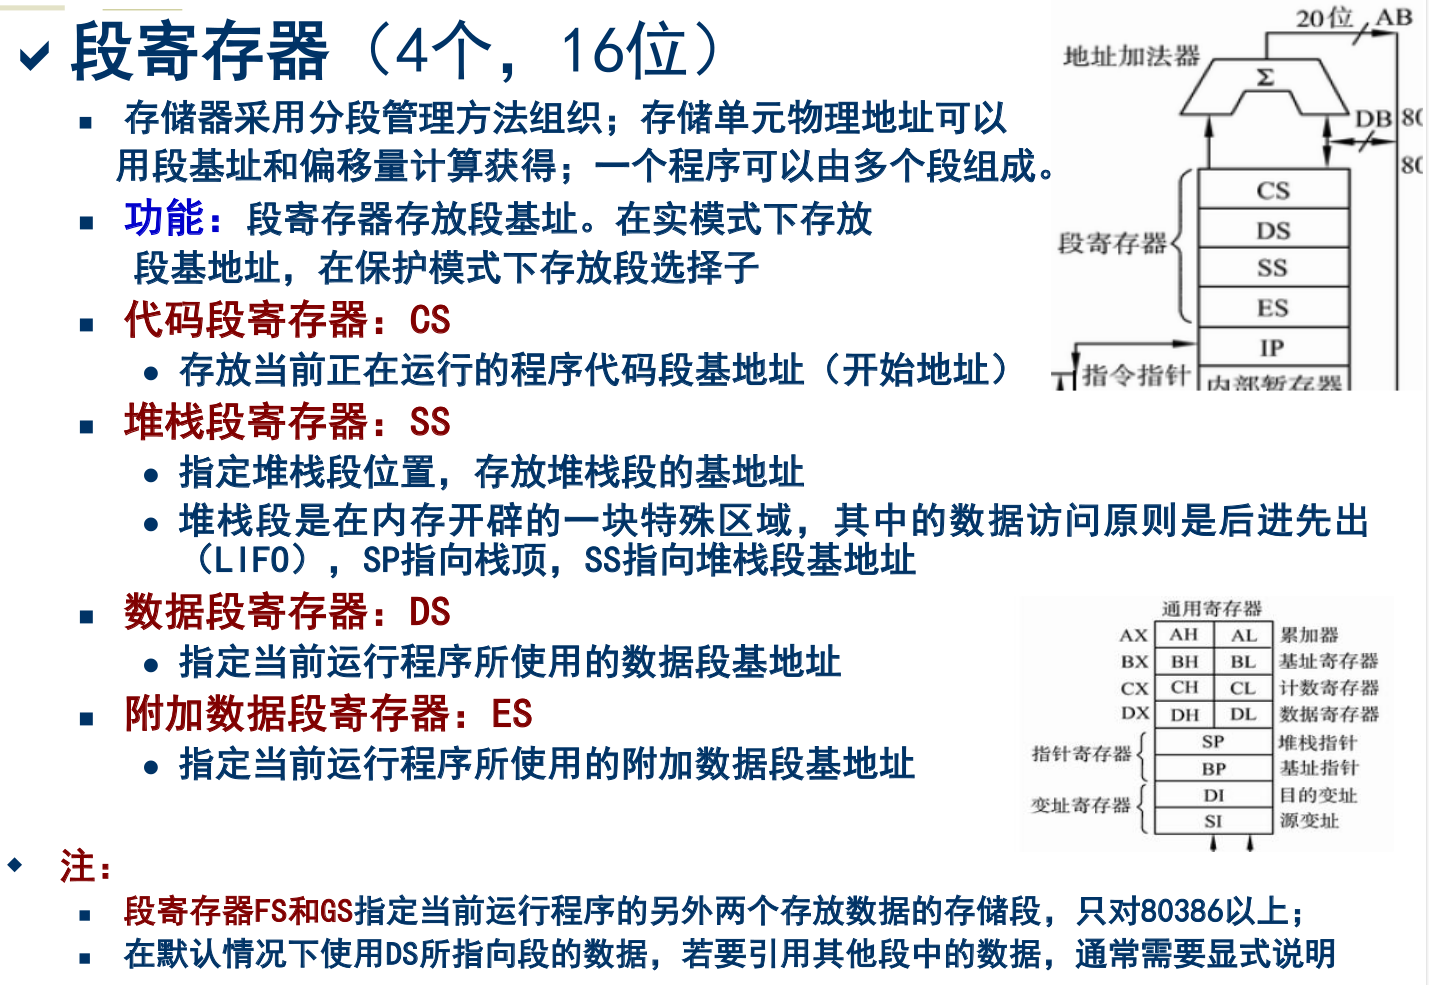 段寄存器（4个，16位）
存储器采用分段管理方法组织；存储单元物理地址可以
用段基址和偏移量计算获得；一个程序可以由多个段组成。
功能：段寄存器存放段基址。在实模式下存放
段基地址，在保护模式下存放段选择子
代码段寄存器：CS
存放当前正在运行的程序代码段基地址（开始地址）
堆栈段寄存器：SS
指定堆栈段位置，存放堆栈段的基地址
堆栈段是在内存开辟的一块特殊区域，其中的数据访问原则是后进先出
（LIFO），SP指向栈顶，SS指向堆栈段基地址
数据段寄存器：DS
指定当前运行程序所使用的数据段基地址
附加数据段寄存器：ES
指定当前运行程序所使用的附加数据段基地址
注：
段寄存器FS和GS指定当前运行程序的另外两个存放数据的存储段，只对80386以上；
在默认情况下使用DS所指向段的数据，若要引用其他段中的数据，通常需要显式说明
20位 AB
地址加法器
Σ
DB 80
80
CS
DS
段寄存器
SS
ES
IP
指令指针
内部暂存器
通用寄存器
AX AH AL 累加器
BX BH BL 基址寄存器
CX CH CL 计数寄存器
DX DH DL 数据寄存器
指针寄存器
SP 堆栈指针
BP 基址指针
变址寄存器
DI 目的变址
SI 源变址